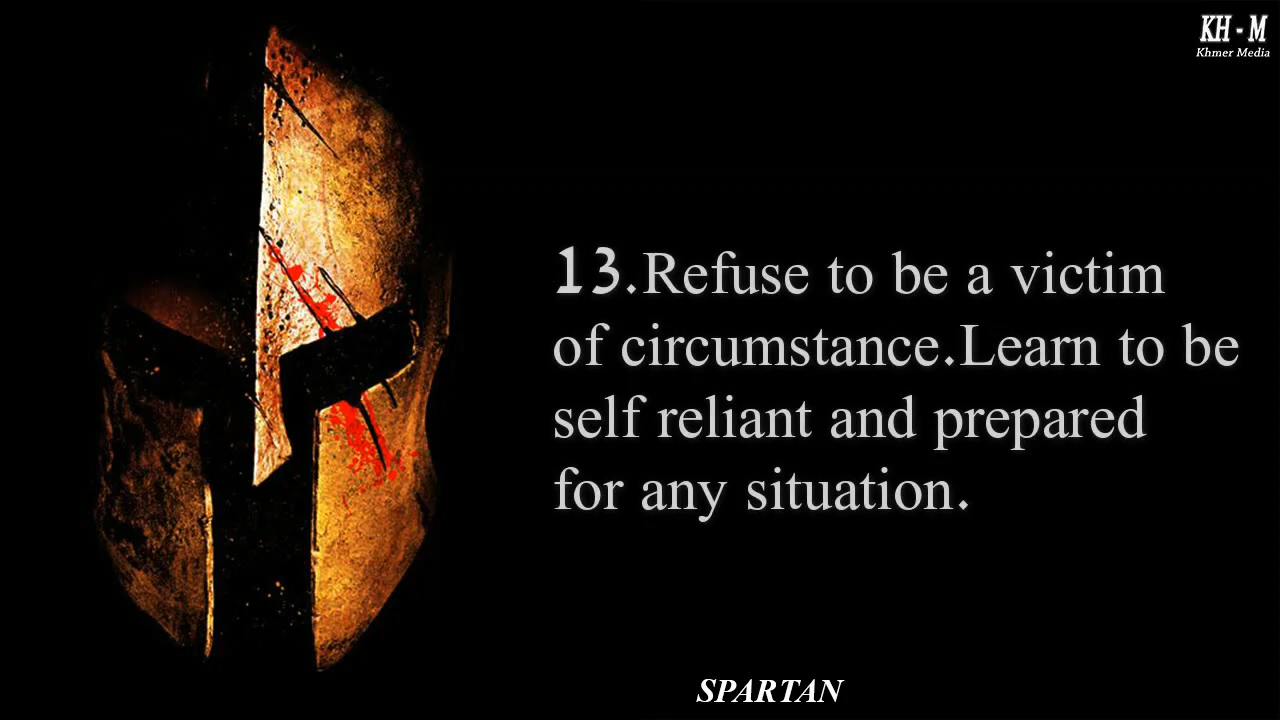 KH - M
Khmer Media
13.Refuse to be a victim
of circumstance.Learn to be
self reliant and prepared
for any situation.
SPARTAN